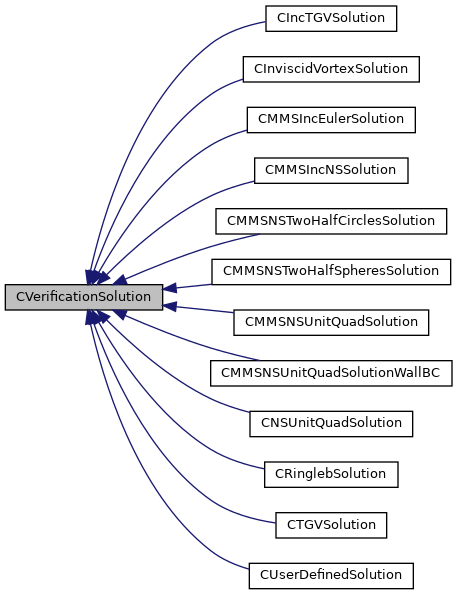 CIncTGVSolution
CInviscidVortexSolution
CMMSIncEulerSolution
CMMSIncNSSolution
CMMSNSTwoHalfCirclesSolution
CMMSNSTwoHalfSpheresSolution
CVerificationSolution
CMMSNSUnitQuadSolution
CMMSNSUnitQuadSolutionWallBC
CNSUnitQuadSolution
CRinglebSolution
CTGVSolution
CUserDefinedSolution